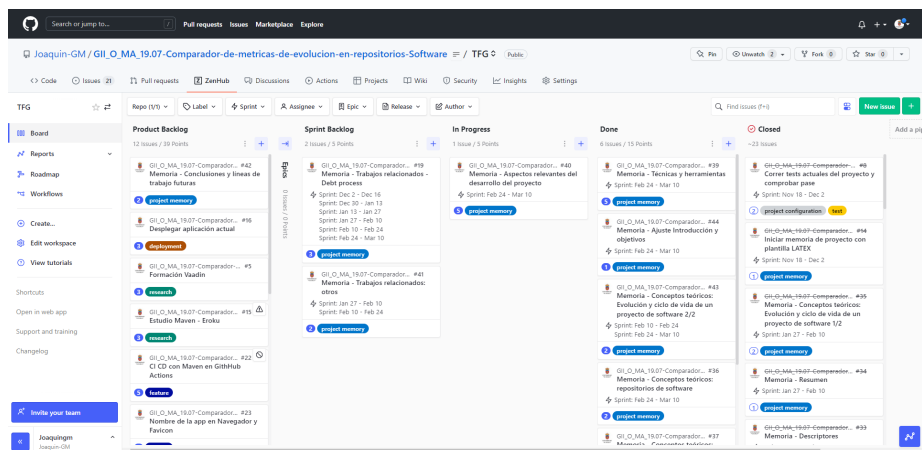 Search or jump to...
/
Pull requests
Issues
Marketplace
Explore
Joaquin-GM / GII_O_MA_19.07-Comparador-de-metricas-de-evolucion-en-repositorios-Software = / TFG
Public
Pin
Unwatch 2
Fork 0
Star 0
Code
Issues 21
Pull requests
ZenHub
Discussions
Actions
Projects
Wiki
Security
Insights
Settings
TFG
Board
Reports
Roadmap
Workflows
Create...
Edit workspace
View tutorials
Shortcuts
Open in web app
Support and training
Changelog
Invite your team
Joaquingm
Joaquin-GM
Repo (1/1)
Label
Sprint
Assignee
Epic
Release
Author
Find issues (f+i)
New issue
Product Backlog
12 Issues / 39 Points
GII_O_MA_19.07-Comparador... #42
Memoria - Conclusiones y líneas de
trabajo futuras
2 project memory
GII_O_MA_19.07-Comparador... #16
Desplegar aplicación actual
3 deployment
GII_O_MA_19.07-Comparador-... #5
Formación Vaadin
3 research
GII_O_MA_19.07-Comparador... #15
Estudio Maven - Eroku
3 research
GII_O_MA_19.07-Comparador... #22
CI CD con Maven en GitHHub
Actions
5 feature
GII_O_MA_19.07-Comparador... #23
Nombre de la app en Navegador y
Favicon
Epics
0 Issues / 0 Points
Sprint Backlog
2 Issues / 5 Points
GII_O_MA_19.07-Comparador... #19
Memoria - Trabajos relacionados -
Debt process
Sprint: Dec 2 - Dec 16
Sprint: Dec 30 - Jan 13
Sprint: Jan 13 - Jan 27
Sprint: Jan 27 - Feb 10
Sprint: Feb 10 - Feb 24
Sprint: Feb 24 - Mar 10
3 project memory
GII_O_MA_19.07-Comparador... #41
Memoria - Trabajos relacionados:
otros
Sprint: Jan 27 - Feb 10
Sprint: Feb 10 - Feb 24
2 project memory
In Progress
1 Issue / 5 Points
GII_O_MA_19.07-Comparador... #40
Memoria - Aspectos relevantes del
desarrollo del proyecto
Sprint: Feb 24 - Mar 10
5 project memory
Done
6 Issues / 15 Points
GII_O_MA_19.07-Comparador... #39
Memoria - Técnicas y herramientas
Sprint: Feb 24 - Mar 10
5 project memory
GII_O_MA_19.07-Comparador... #44
Memoria - Ajuste Introducción y
objetivos
Sprint: Feb 24 - Mar 10
1 project memory
GII_O_MA_19.07-Comparador... #43
Memoria - Conceptos teóricos:
Evolución y ciclo de vida de un
proyecto de software 2/2
Sprint: Feb 10 - Feb 24
Sprint: Feb 24 - Mar 10
2 project memory
GII_O_MA_19.07-Comparador... #36
Memoria - Conceptos teóricos:
repositorios de software
Sprint: Feb 24 - Mar 10
2 project memory
GII_O_MA_19.07-Comparador... #37
Memoria - Conceptos teóricos:
Closed
~23 Issues
GII_O_MA_19.07-Comparador-... #8
Correr tests actuales del proyecto y
comprobar pase
Sprint: Nov 18 - Dec 2
2 project configuration test
GII_O_MA_19.07-Comparador... #14
Iniciar memoria de proyecto con
plantilla LATEX
Sprint: Nov 18 - Dec 2
1 project memory
GII_O_MA_19.07-Comparador... #35
Memoria - Conceptos teóricos:
Evolución y ciclo de vida de un
proyecto de software 1/2
Sprint: Jan 27 - Feb 10
2 project memory
GII_O_MA_19.07-Comparador... #34
Memoria - Resumen
Sprint: Jan 27 - Feb 10
1 project memory
GII_O_MA_19.07-Comparador... #33
Memoria - Descriptores
Add a pip